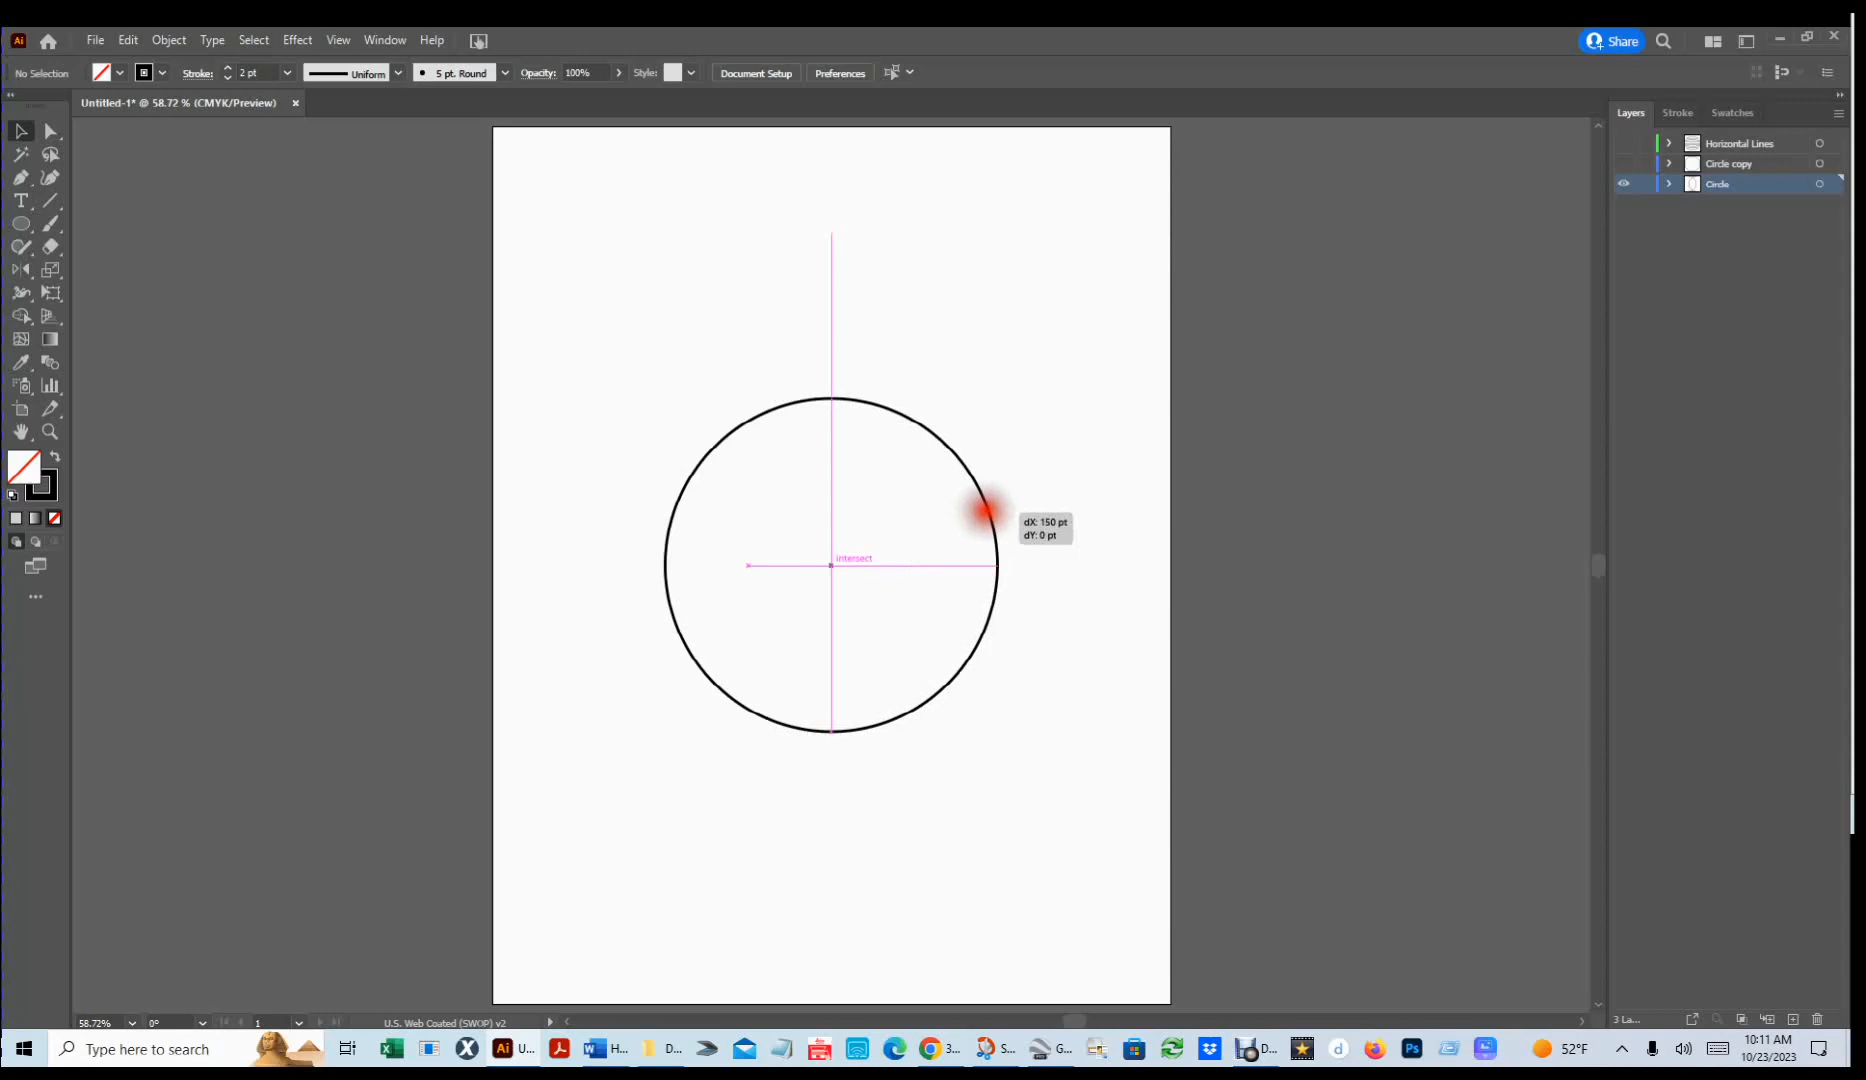 Ai File Edit Object Type Select Effect View Window Help Share
No Selection Stroke: 2 pt Uniform 5 pt. Round Opacity: 100% Style: Document Setup Preferences
Untitled-1* @ 58.72 % (CMYK/Preview)
Layers Stroke Swatches
Horizontal Lines
Circle copy
Circle
dX: 150 pt
dY: 0 pt
intersect
58.72% 0° 1 U.S. Web Coated (SWOP) v2
3 La...
Type here to search
U... H... D... 3... S... G... D... 52°F
10:11 AM
10/23/2023